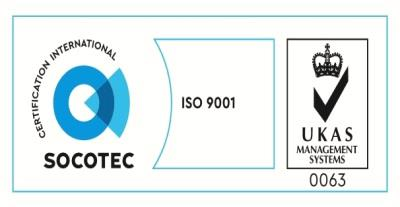 CERTIFICATION INTERNATIONAL
SOCOTEC
ISO 9001
UKAS
MANAGEMENT
SYSTEMS
0063